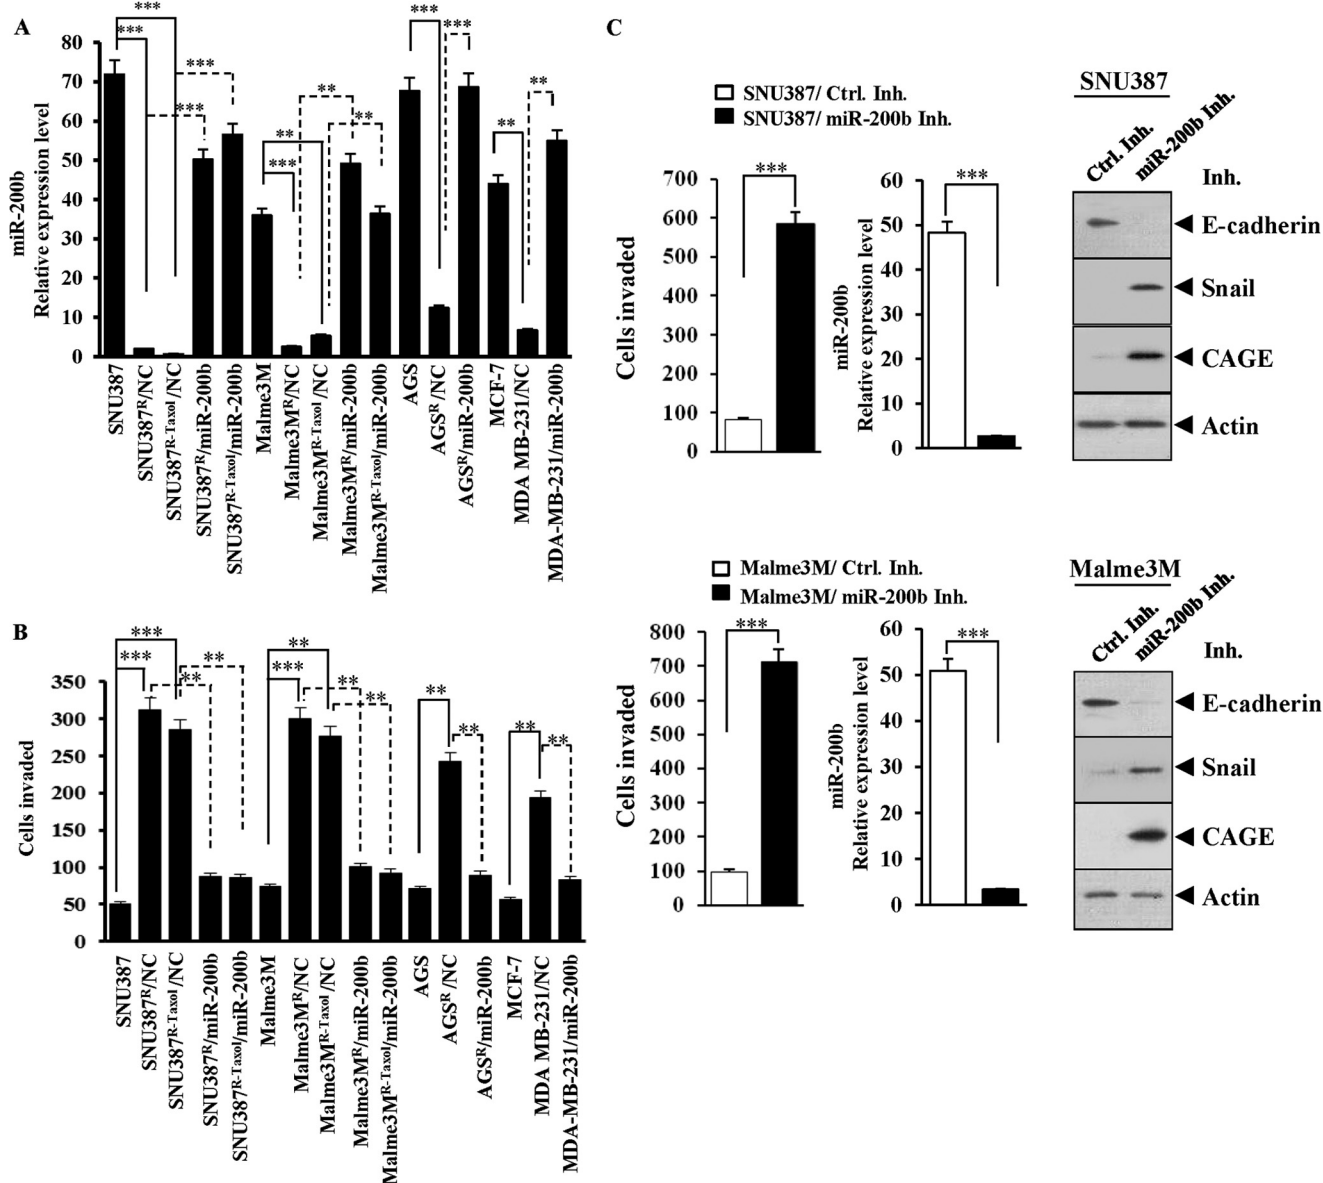 A
***
***
***
***
**
**
**
***
***
***
**
**
miR-200b
Relative expression level
80
70
60
50
40
30
20
10
0
SNU387
SNU387R/NC
SNU387R-Taxol/NC
SNU387R/miR-200b
SNU387R-Taxol/miR-200b
Malme3M
Malme3MR/NC
Malme3MR-Taxol/NC
Malme3MR/miR-200b
Malme3MR-Taxol/miR-200b
AGS
AGSR/NC
AGSR/miR-200b
MCF-7
MDA MB-231/NC
MDA-MB-231/miR-200b
B
***
***
**
**
**
***
**
**
**
**
**
**
Cells invaded
350
300
250
200
150
100
50
0
SNU387
SNU387R/NC
SNU387R-Taxol/NC
SNU387R/miR-200b
SNU387R-Taxol/miR-200b
Malme3M
Malme3MR/NC
Malme3MR-Taxol/NC
Malme3MR/miR-200b
Malme3MR-Taxol/miR-200b
AGS
AGSR/NC
AGSR/miR-200b
MCF-7
MDA MB-231/NC
MDA-MB-231/miR-200b
C
SNU387/ Ctrl. Inh.
SNU387/ miR-200b Inh.
***
Cells invaded
700
600
500
400
300
200
100
0
***
miR-200b
Relative expression level
60
50
40
30
20
10
0
SNU387
Ctrl. Inh.
miR-200b Inh.
Inh.
E-cadherin
Snail
CAGE
Actin
Malme3M/ Ctrl. Inh.
Malme3M/ miR-200b Inh.
***
Cells invaded
800
700
600
500
400
300
200
100
0
***
miR-200b
Relative expression level
60
50
40
30
20
10
0
Malme3M
Ctrl. Inh.
miR-200b Inh.
Inh.
E-cadherin
Snail
CAGE
Actin